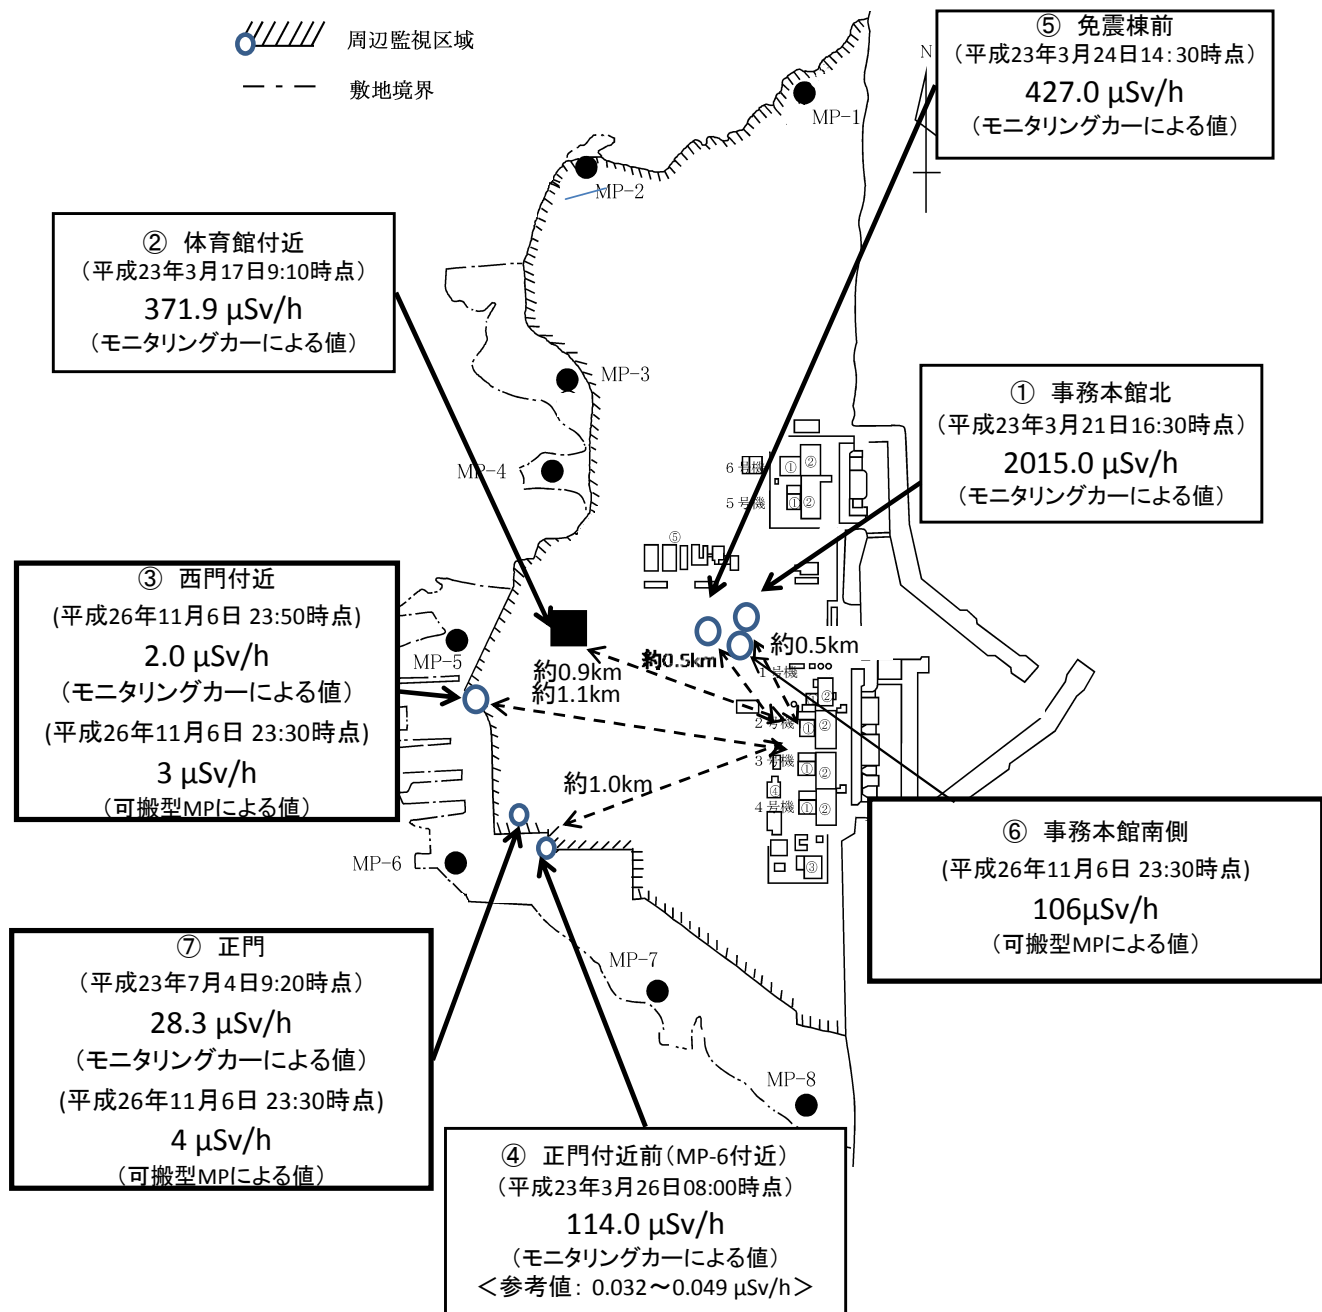 周辺監視区域
敷地境界
⑤ 免震棟前
(平成23年3月24日14:30時点)
427.0 μSv/h
(モニタリングカーによる値)
N
MP-1
MP-2
② 体育館付近
(平成23年3月17日9:10時点)
371.9 μSv/h
(モニタリングカーによる値)
MP-3
① 事務本館北
(平成23年3月21日16:30時点)
2015.0 μSv/h
(モニタリングカーによる値)
MP-4
6号機
① ②
5号機
① ②
⑤
③ 西門付近
(平成26年11月6日 23:50時点)
2.0 μSv/h
(モニタリングカーによる値)
(平成26年11月6日 23:30時点)
3 μSv/h
(可搬型MPによる値)
MP-5
約0.9km
約1.1km
約0.5km
約0.5km
1号機
②
2号機
① ②
3号機
① ②
④
4号機
① ②
③
約1.0km
MP-6
⑥ 事務本館南側
(平成26年11月6日 23:30時点)
106μSv/h
(可搬型MPによる値)
⑦ 正門
(平成23年7月4日9:20時点)
28.3 μSv/h
(モニタリングカーによる値)
(平成26年11月6日 23:30時点)
4 μSv/h
(可搬型MPによる値)
MP-7
MP-8
④ 正門付近前(MP-6付近)
(平成23年3月26日08:00時点)
114.0 μSv/h
(モニタリングカーによる値)
<参考値: 0.032~0.049 μSv/h>